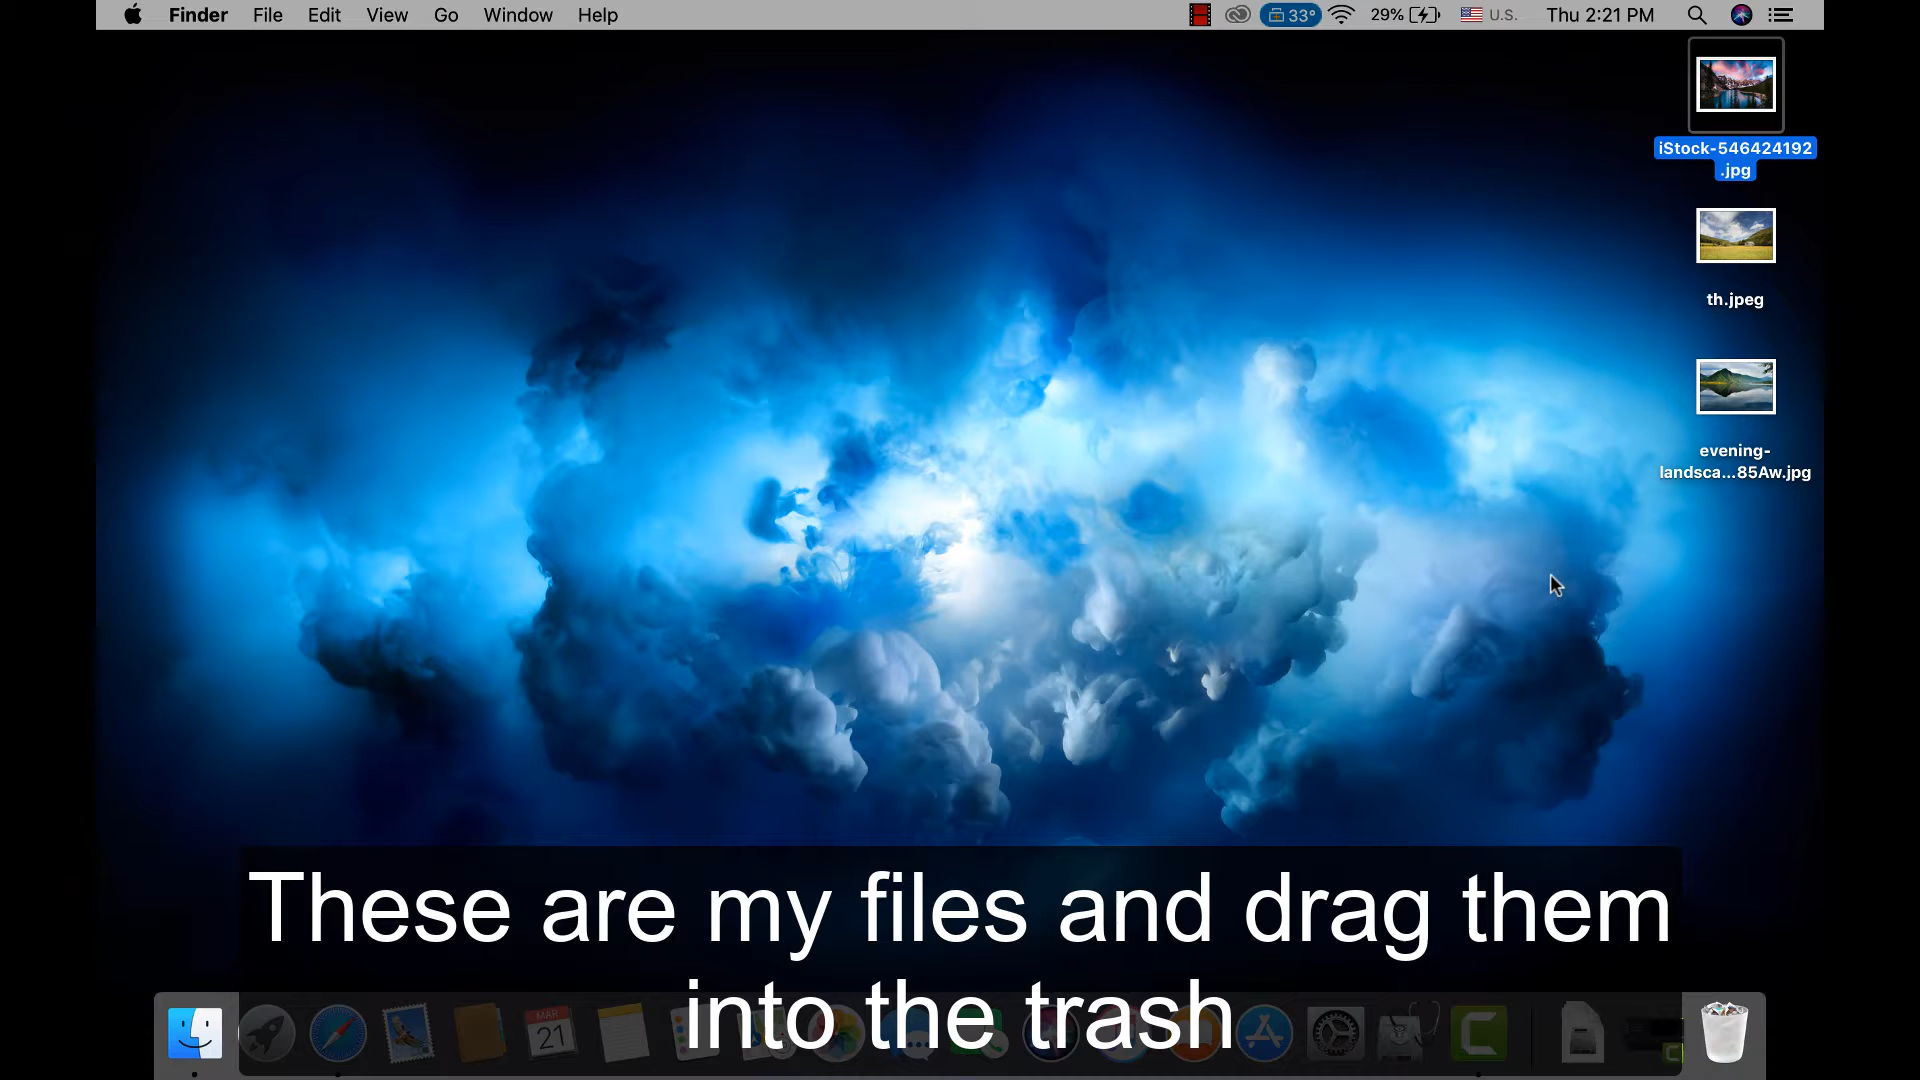 Finder File Edit View Go Window Help 33° 29% U.S. Thu 2:21 PM
iStock-546424192
.jpg
th.jpeg
evening-
landsca...85Aw.jpg
These are my files and drag them
into the trash
MAR
21